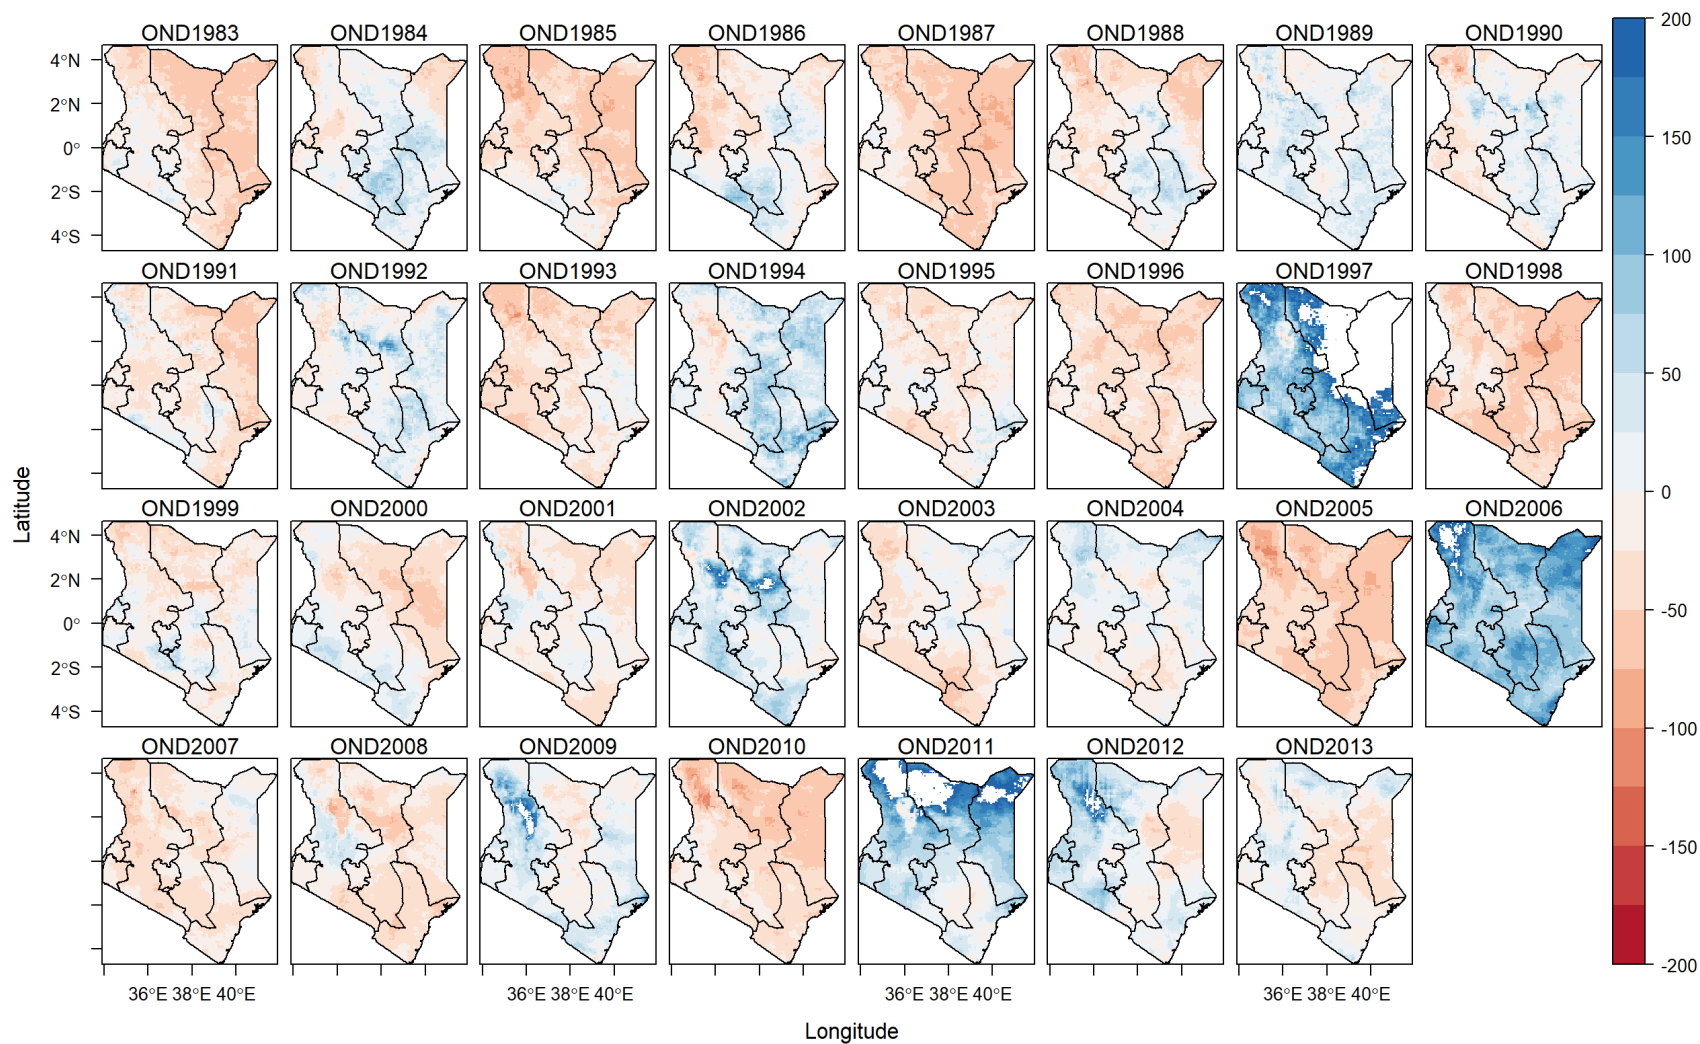 OND1983 OND1984 OND1985 OND1986 OND1987 OND1988 OND1989 OND1990
4°N
2°N
0°
2°S
4°S
OND1991 OND1992 OND1993 OND1994 OND1995 OND1996 OND1997 OND1998
OND1999 OND2000 OND2001 OND2002 OND2003 OND2004 OND2005 OND2006
4°N
2°N
0°
2°S
4°S
OND2007 OND2008 OND2009 OND2010 OND2011 OND2012 OND2013
36°E 38°E 40°E 36°E 38°E 40°E 36°E 38°E 40°E
Longitude
Latitude
200
150
100
50
0
-50
-100
-150
-200